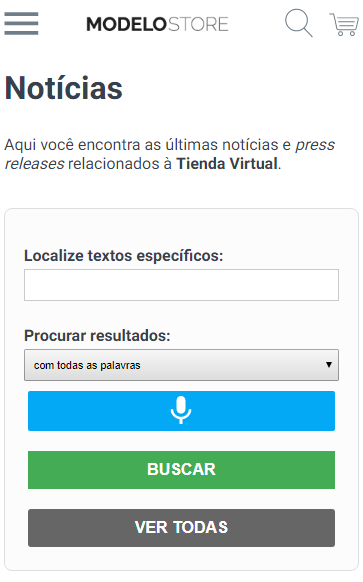 MODELOSTORE
Notícias
Aqui você encontra as últimas notícias e press
releases relacionados à Tienda Virtual.
Localize textos específicos:
Procurar resultados:
com todas as palavras
BUSCAR
VER TODAS